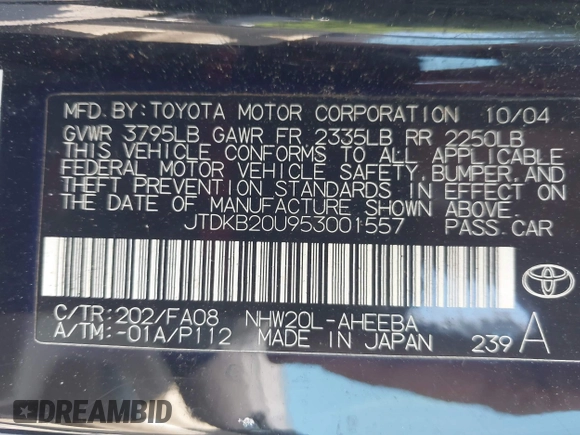 MFD.BY:TOYOTA MOTOR CORPORATION 10/04
GVWR 3795LB GAWR FR 2335LB RR 2250LB
THIS VEHICLE CONFORMS TO ALL APPLICABLE
FEDERAL MOTOR VEHICLE SAFETY,BUMPER,AND
THEFT PREVENTION STANDARDS IN EFFECT ON
THE DATE OF MANUFACTURE SHOWN ABOVE.
JTDKB20U953001557 PASS.CAR
C/TR:202/FA08 NHW20L-AHEEBA
A/TM:-01A/P112 MADE IN JAPAN 239 A
DREAMBID